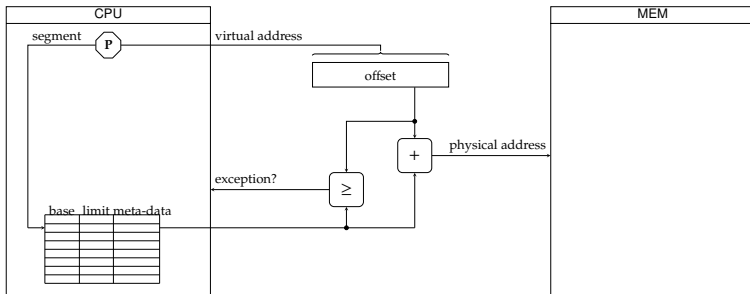 CPU
MEM
segment
P
virtual address
offset
+
physical address
exception?
≥
base limit meta-data